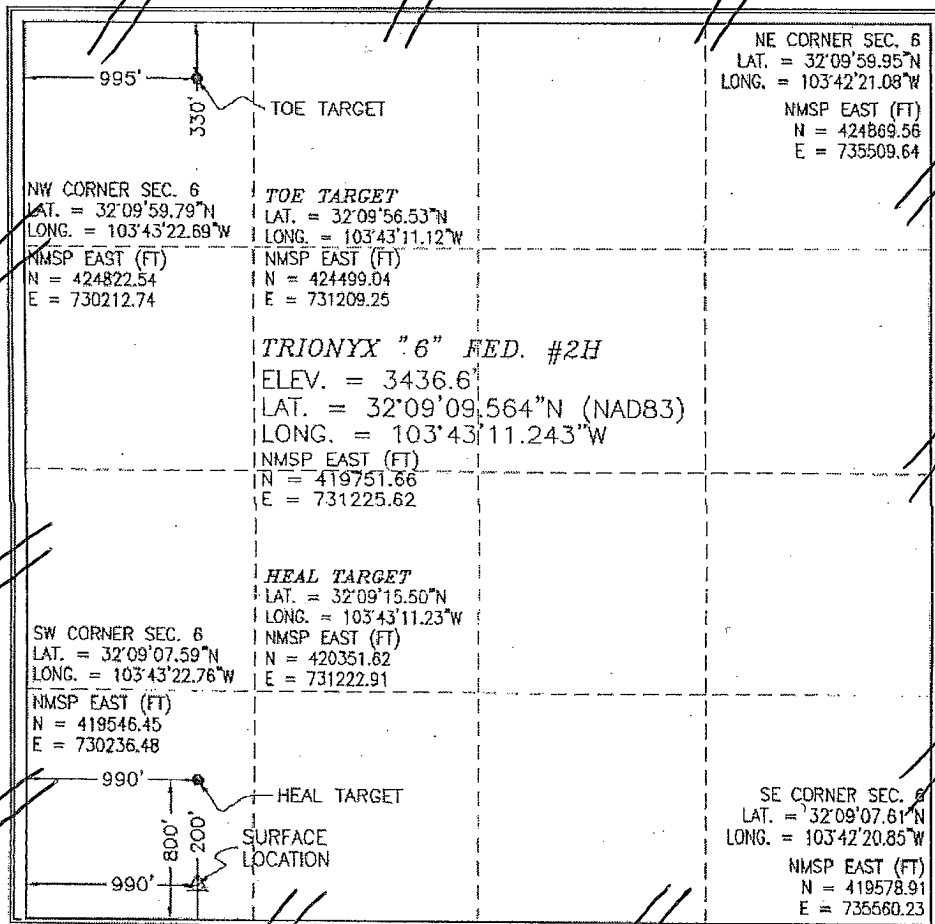 NE CORNER SEC. 6
LAT. = 32°09'59.95"N
LONG. = 103°42'21.08"W
NMSP EAST (FT)
N = 424869.56
E = 735509.64
995'
330'
TOE TARGET
NW CORNER SEC. 6
LAT. = 32°09'59.79"N
LONG. = 103°43'22.69"W
NMSP EAST (FT)
N = 424822.54
E = 730212.74
TOE TARGET
LAT. = 32°09'56.53"N
LONG. = 103°43'11.12"W
NMSP EAST (FT)
N = 424499.04
E = 731209.25
TRIONYX "6" FED. #2H
ELEV. = 3436.6'
LAT. = 32°09'09.564"N (NAD83)
LONG. = 103°43'11.243"W
NMSP EAST (FT)
N = 419751.66
E = 731225.62
HEAL TARGET
LAT. = 32°09'15.50"N
LONG. = 103°43'11.23"W
NMSP EAST (FT)
N = 420351.62
E = 731222.91
SW CORNER SEC. 6
LAT. = 32°09'07.59"N
LONG. = 103°43'22.76"W
NMSP EAST (FT)
N = 419546.45
E = 730236.48
990'
HEAL TARGET
800'
200'
SURFACE
LOCATION
990'
SE CORNER SEC. 6
LAT. = 32°09'07.61"N
LONG. = 103°42'20.85"W
NMSP EAST (FT)
N = 419578.91
E = 735560.23